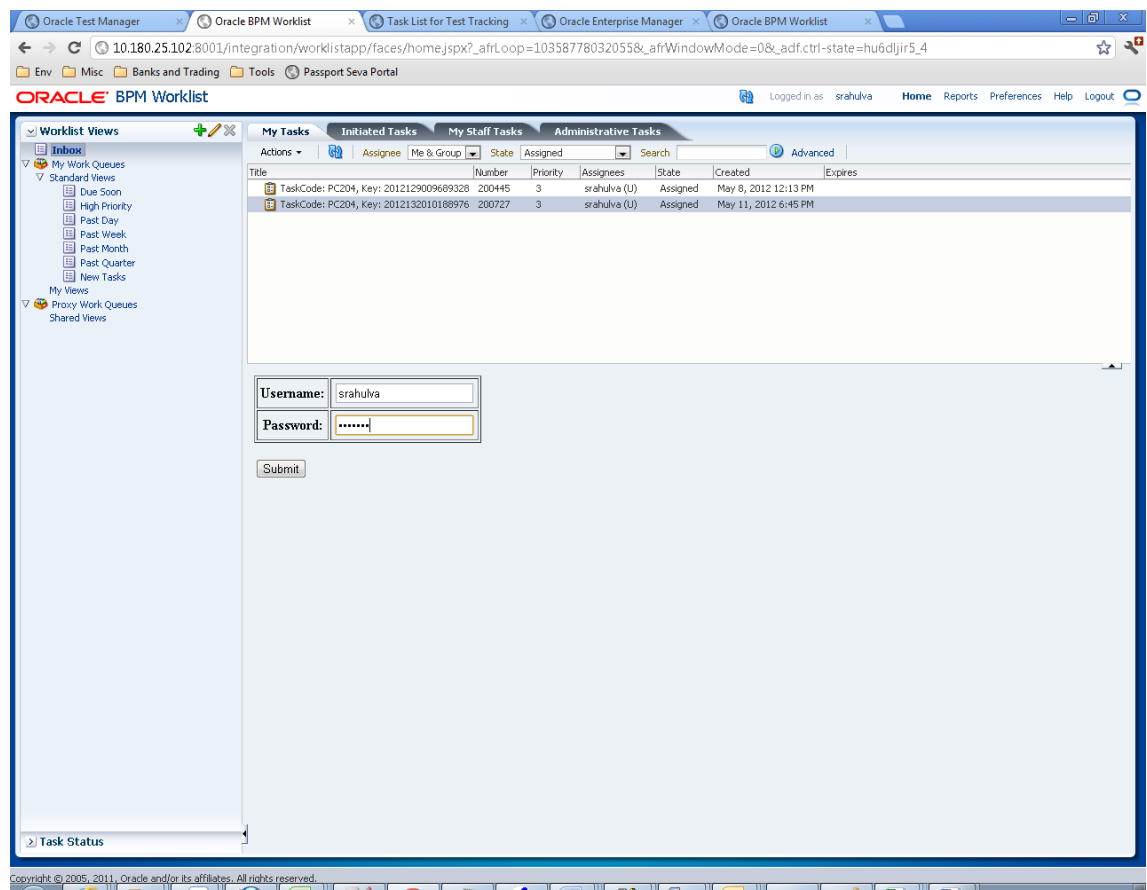 Oracle Test Manager Oracle BPM Worklist Task List for Test Tracking Oracle Enterprise Manager Oracle BPM Worklist
10.180.25.102:8001/integration/worklistapp/faces/home.jspx?_afrLoop=10358778032055&_afrWindowMode=0&_adf.ctrl-state=hu6dljir5_4
Env Misc Banks and Trading Tools Passport Seva Portal
ORACLE BPM Worklist Logged in as srahulva Home Reports Preferences Help Logout
Worklist Views
Inbox
My Work Queues
Standard Views
Due Soon
High Priority
Past Day
Past Week
Past Month
Past Quarter
New Tasks
My Views
Proxy Work Queues
Shared Views
Task Status
My Tasks Initiated Tasks My Staff Tasks Administrative Tasks
Actions Assignee Me & Group State Assigned Search Advanced
Title Number Priority Assignees State Created Expires
TaskCode: PC204, Key: 2012129009689328 200445 3 srahulva (U) Assigned May 8, 2012 12:13 PM
TaskCode: PC204, Key: 2012132010188976 200727 3 srahulva (U) Assigned May 11, 2012 6:45 PM
Username: srahulva
Password: •••••••
Submit
Copyright © 2005, 2011, Oracle and/or its affiliates. All rights reserved.